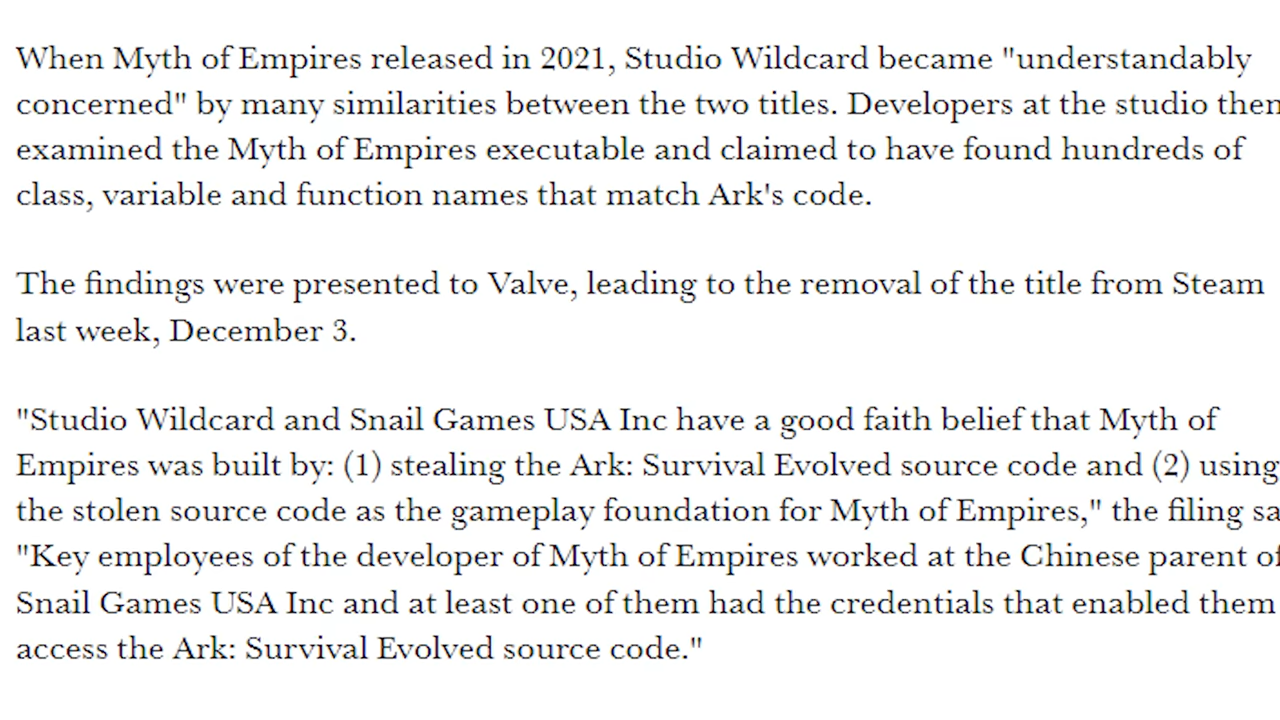 When Myth of Empires released in 2021, Studio Wildcard became "understandably
concerned" by many similarities between the two titles. Developers at the studio then
examined the Myth of Empires executable and claimed to have found hundreds of
class, variable and function names that match Ark's code.
The findings were presented to Valve, leading to the removal of the title from Steam
last week, December 3.
"Studio Wildcard and Snail Games USA Inc have a good faith belief that Myth of
Empires was built by: (1) stealing the Ark: Survival Evolved source code and (2) using
the stolen source code as the gameplay foundation for Myth of Empires," the filing sa
"Key employees of the developer of Myth of Empires worked at the Chinese parent of
Snail Games USA Inc and at least one of them had the credentials that enabled them
access the Ark: Survival Evolved source code."